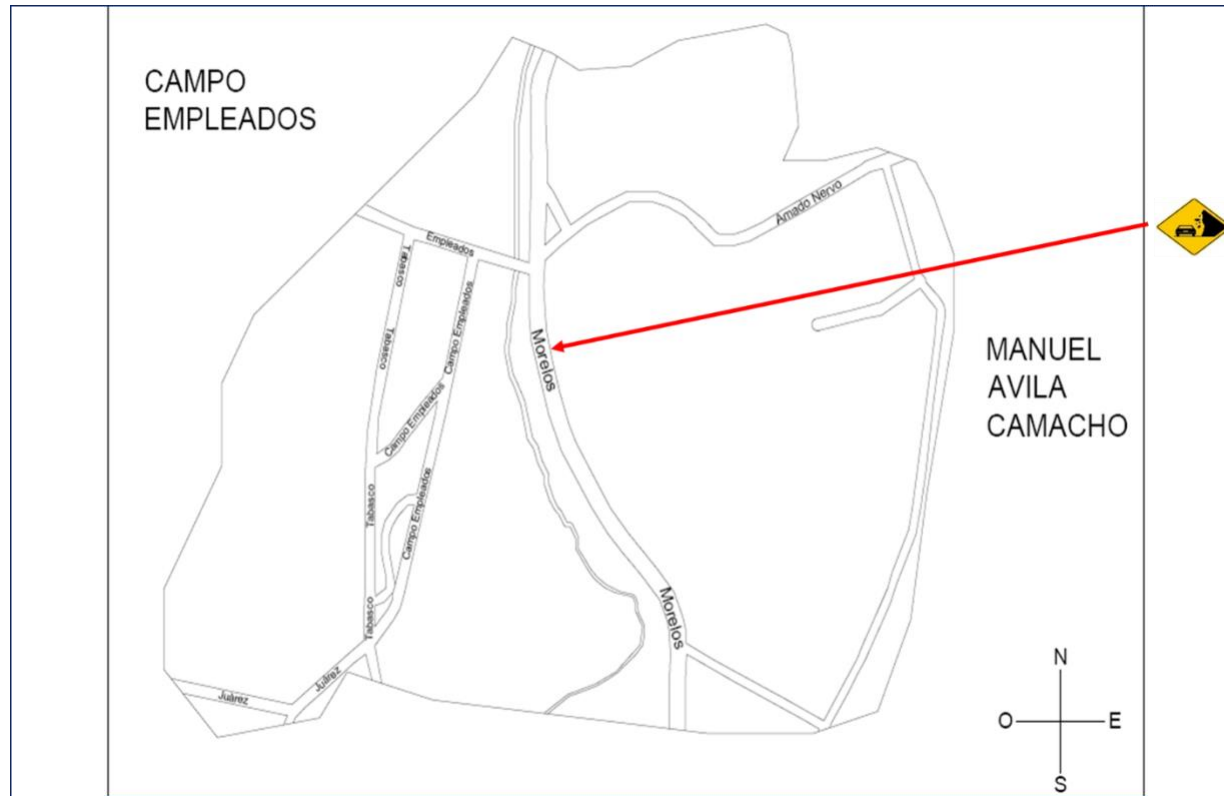 CAMPO
EMPLEADOS
Amado Nervo
Empleados
Tabasco
Campo Empleados
Tabasco
Morelos
MANUEL
AVILA
CAMACHO
Campo Empleados
Tabasco
Campo Empleados
Morelos
Tabasco
Juárez
Juárez
N
O
E
S